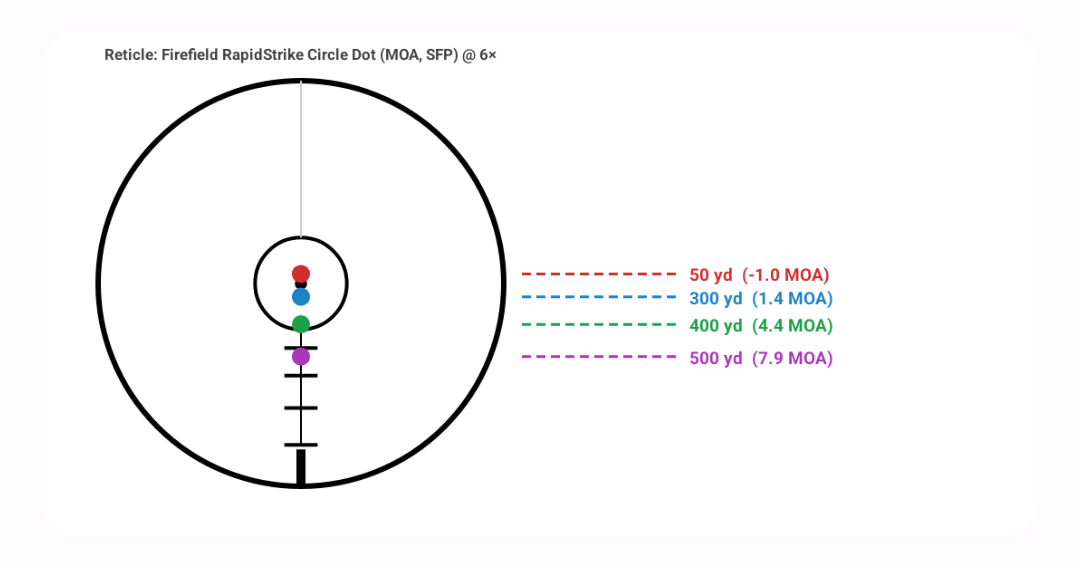 Reticle: Firefield RapidStrike Circle Dot (MOA, SFP) @ 6×
50 yd (-1.0 MOA)
300 yd (1.4 MOA)
400 yd (4.4 MOA)
500 yd (7.9 MOA)